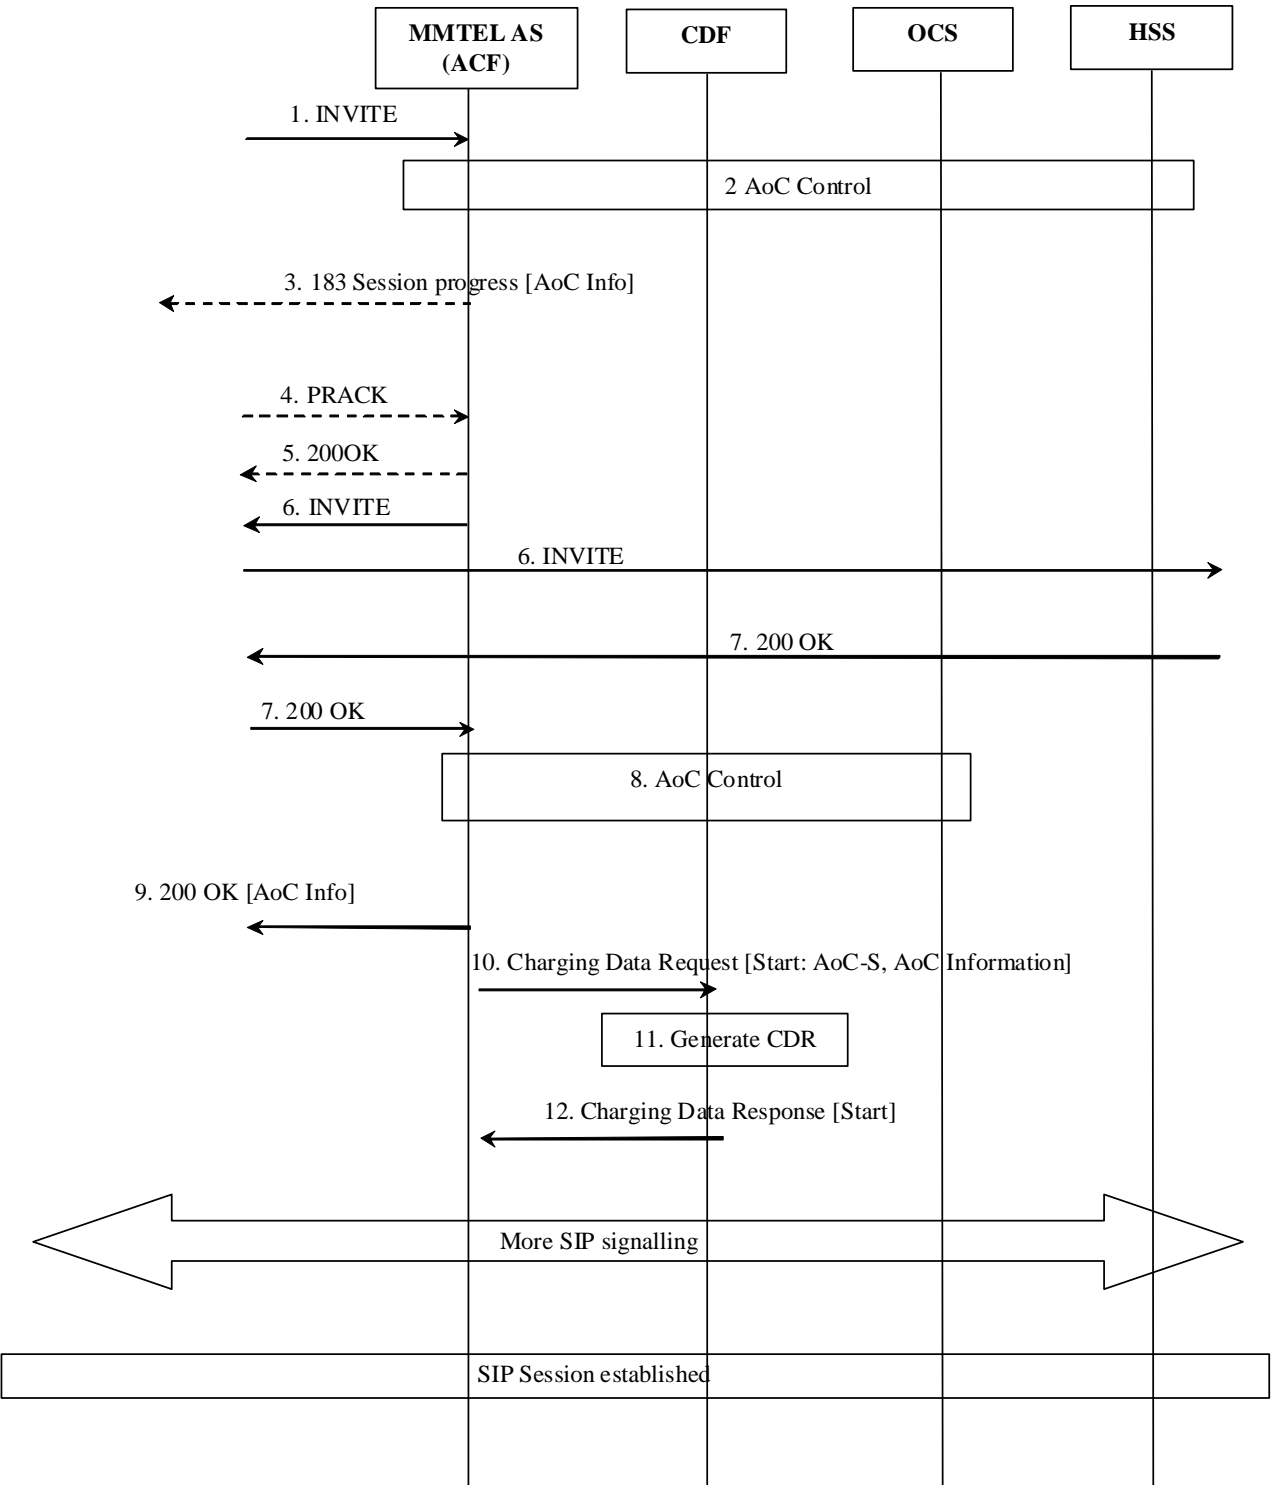 MMTEL AS
(ACF)
CDF
OCS
HSS
1. INVITE
2 AoC Control
3. 183 Session progress [AoC Info]
4. PRACK
5. 200OK
6. INVITE
6. INVITE
7. 200 OK
7. 200 OK
8. AoC Control
9. 200 OK [AoC Info]
10. Charging Data Request [Start: AoC-S, AoC Information]
11. Generate CDR
12. Charging Data Response [Start]
More SIP signalling
SIP Session established